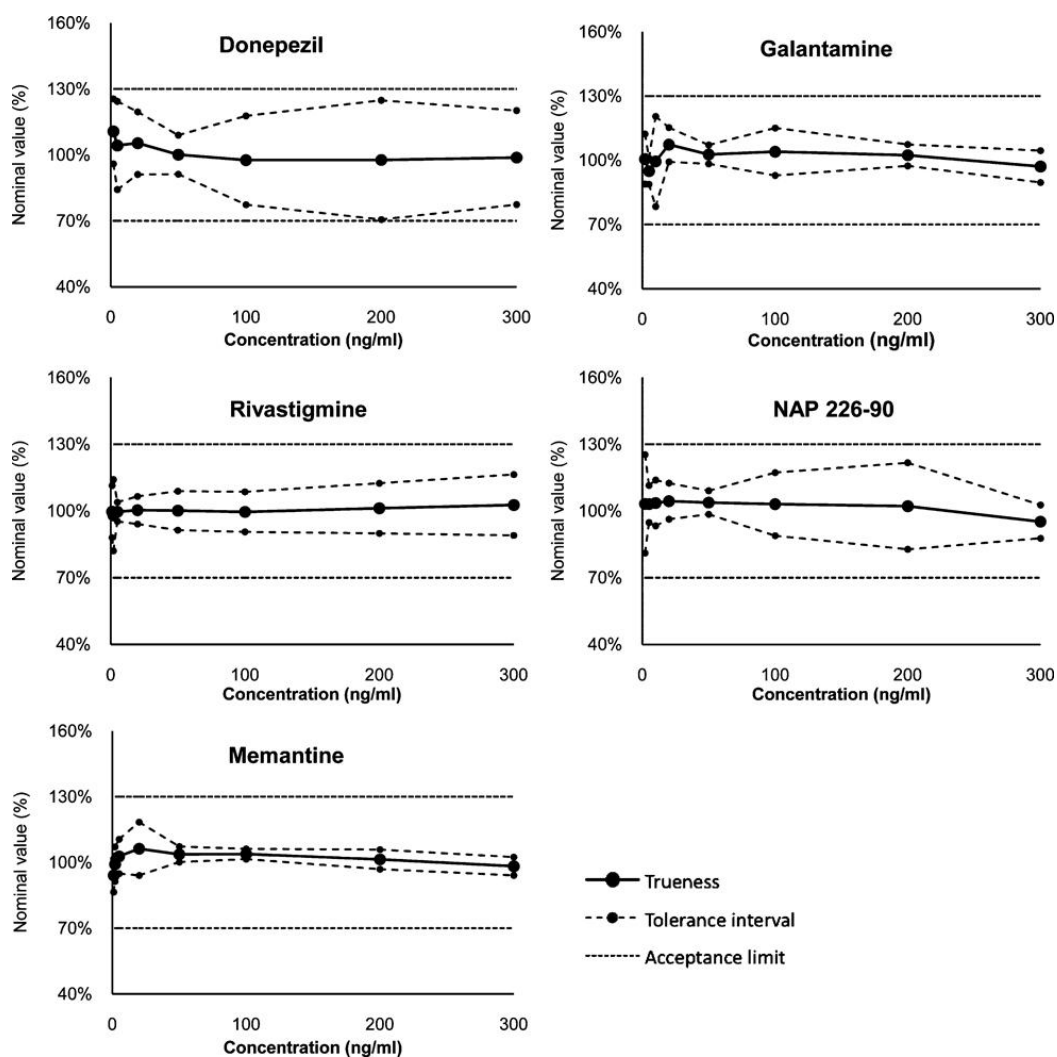 Donepezil
Nominal value (%)
160%
130%
100%
70%
40%
0 100 200 300
Concentration (ng/ml)
Galantamine
Nominal value (%)
160%
130%
100%
70%
40%
0 100 200 300
Concentration (ng/ml)
Rivastigmine
Nominal value (%)
160%
130%
100%
70%
40%
0 100 200 300
Concentration (ng/ml)
NAP 226-90
Nominal value (%)
160%
130%
100%
70%
40%
0 100 200 300
Concentration (ng/ml)
Memantine
Nominal value (%)
160%
130%
100%
70%
40%
0 100 200 300
Concentration (ng/ml)
Trueness
Tolerance interval
Acceptance limit